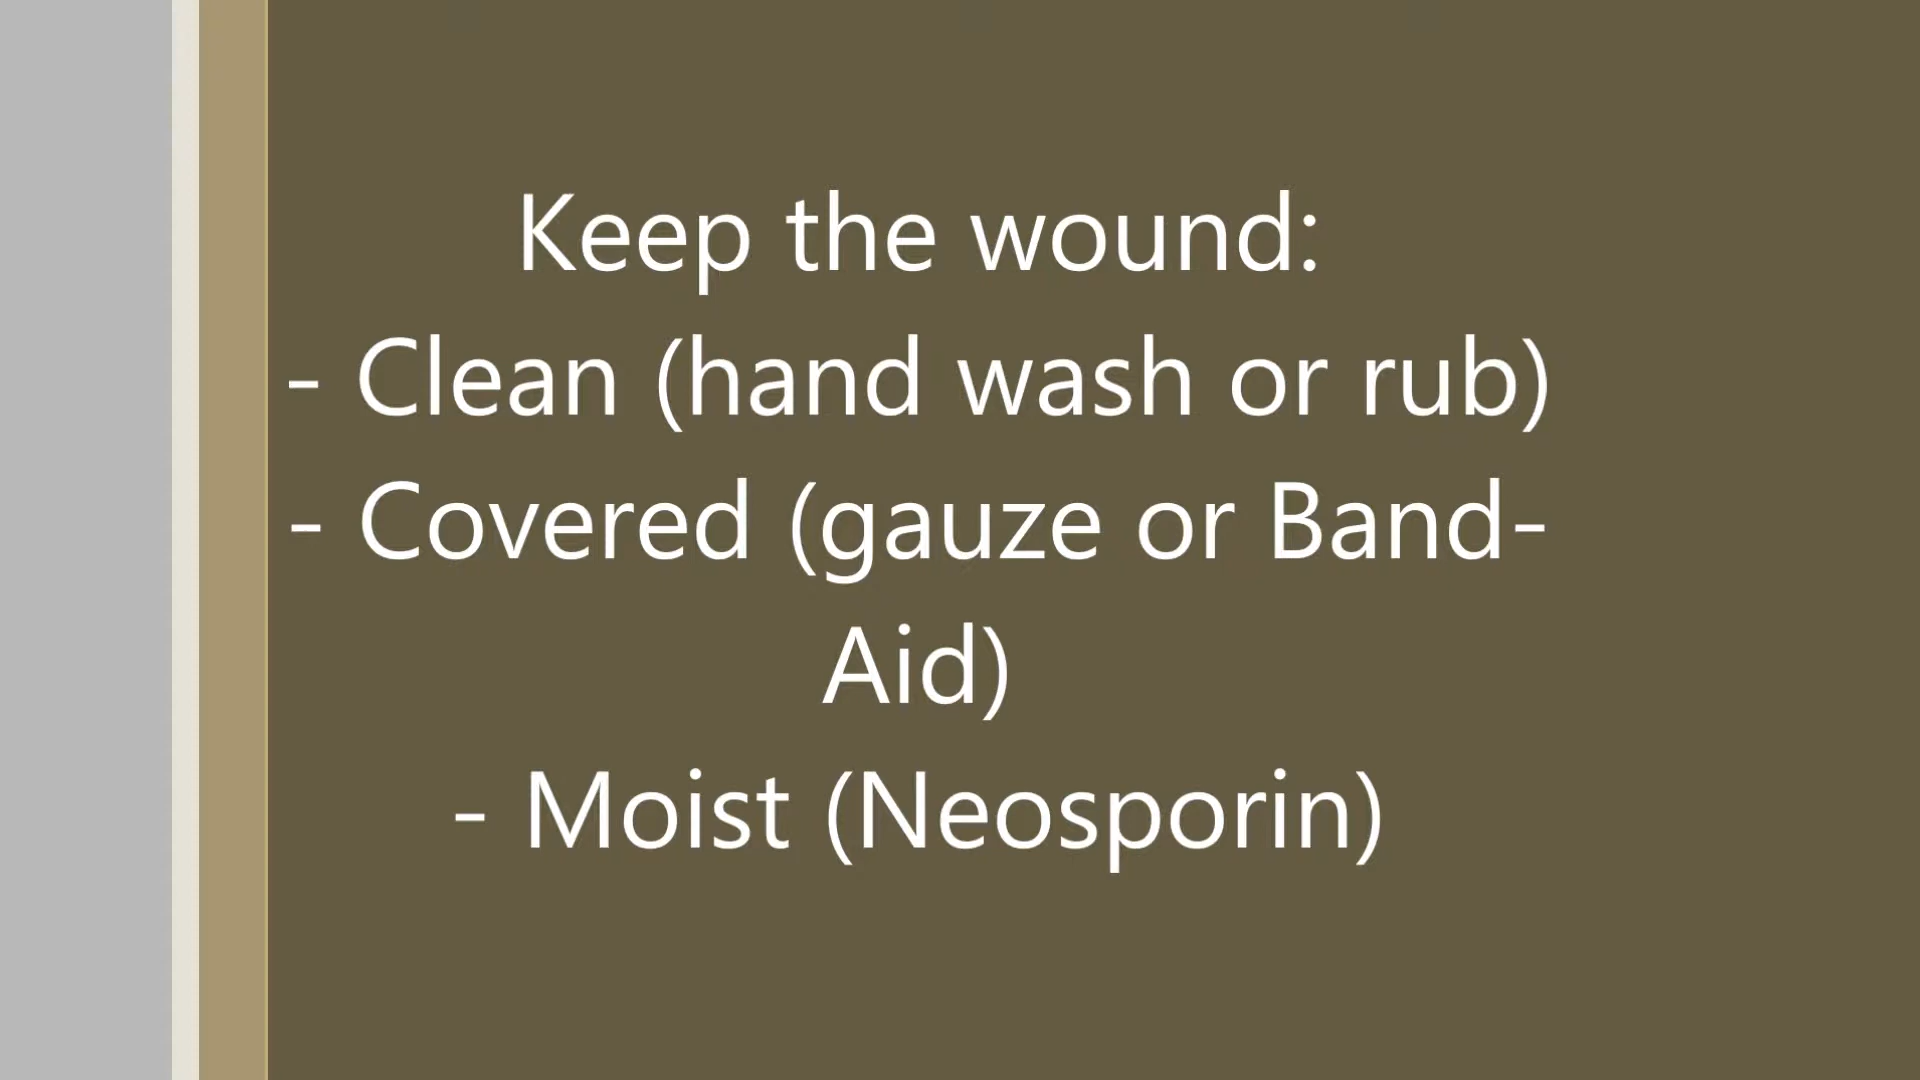 Keep the wound:
- Clean (hand wash or rub)
- Covered (gauze or Band-
Aid)
- Moist (Neosporin)